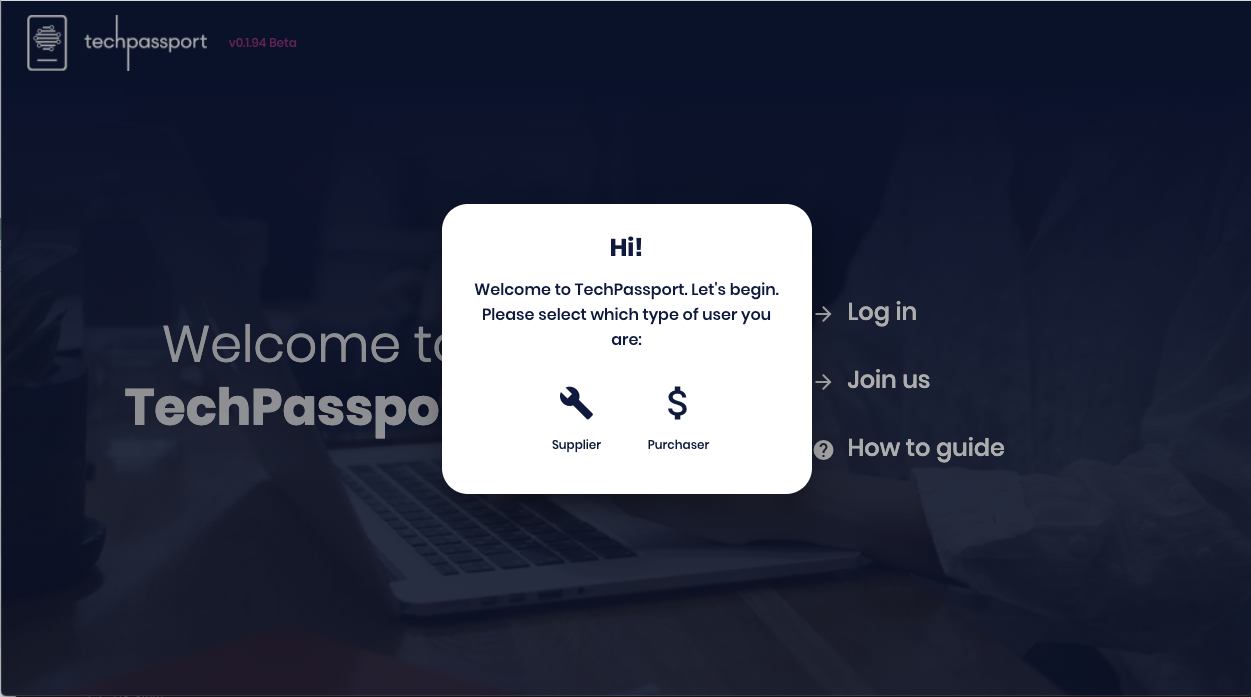 techpassport
v0.1.94 Beta
Hi!
Welcome to TechPassport. Let's begin.
Please select which type of user you
are:
Supplier
Purchaser
Welcome to
TechPasspo
Log in
Join us
How to guide